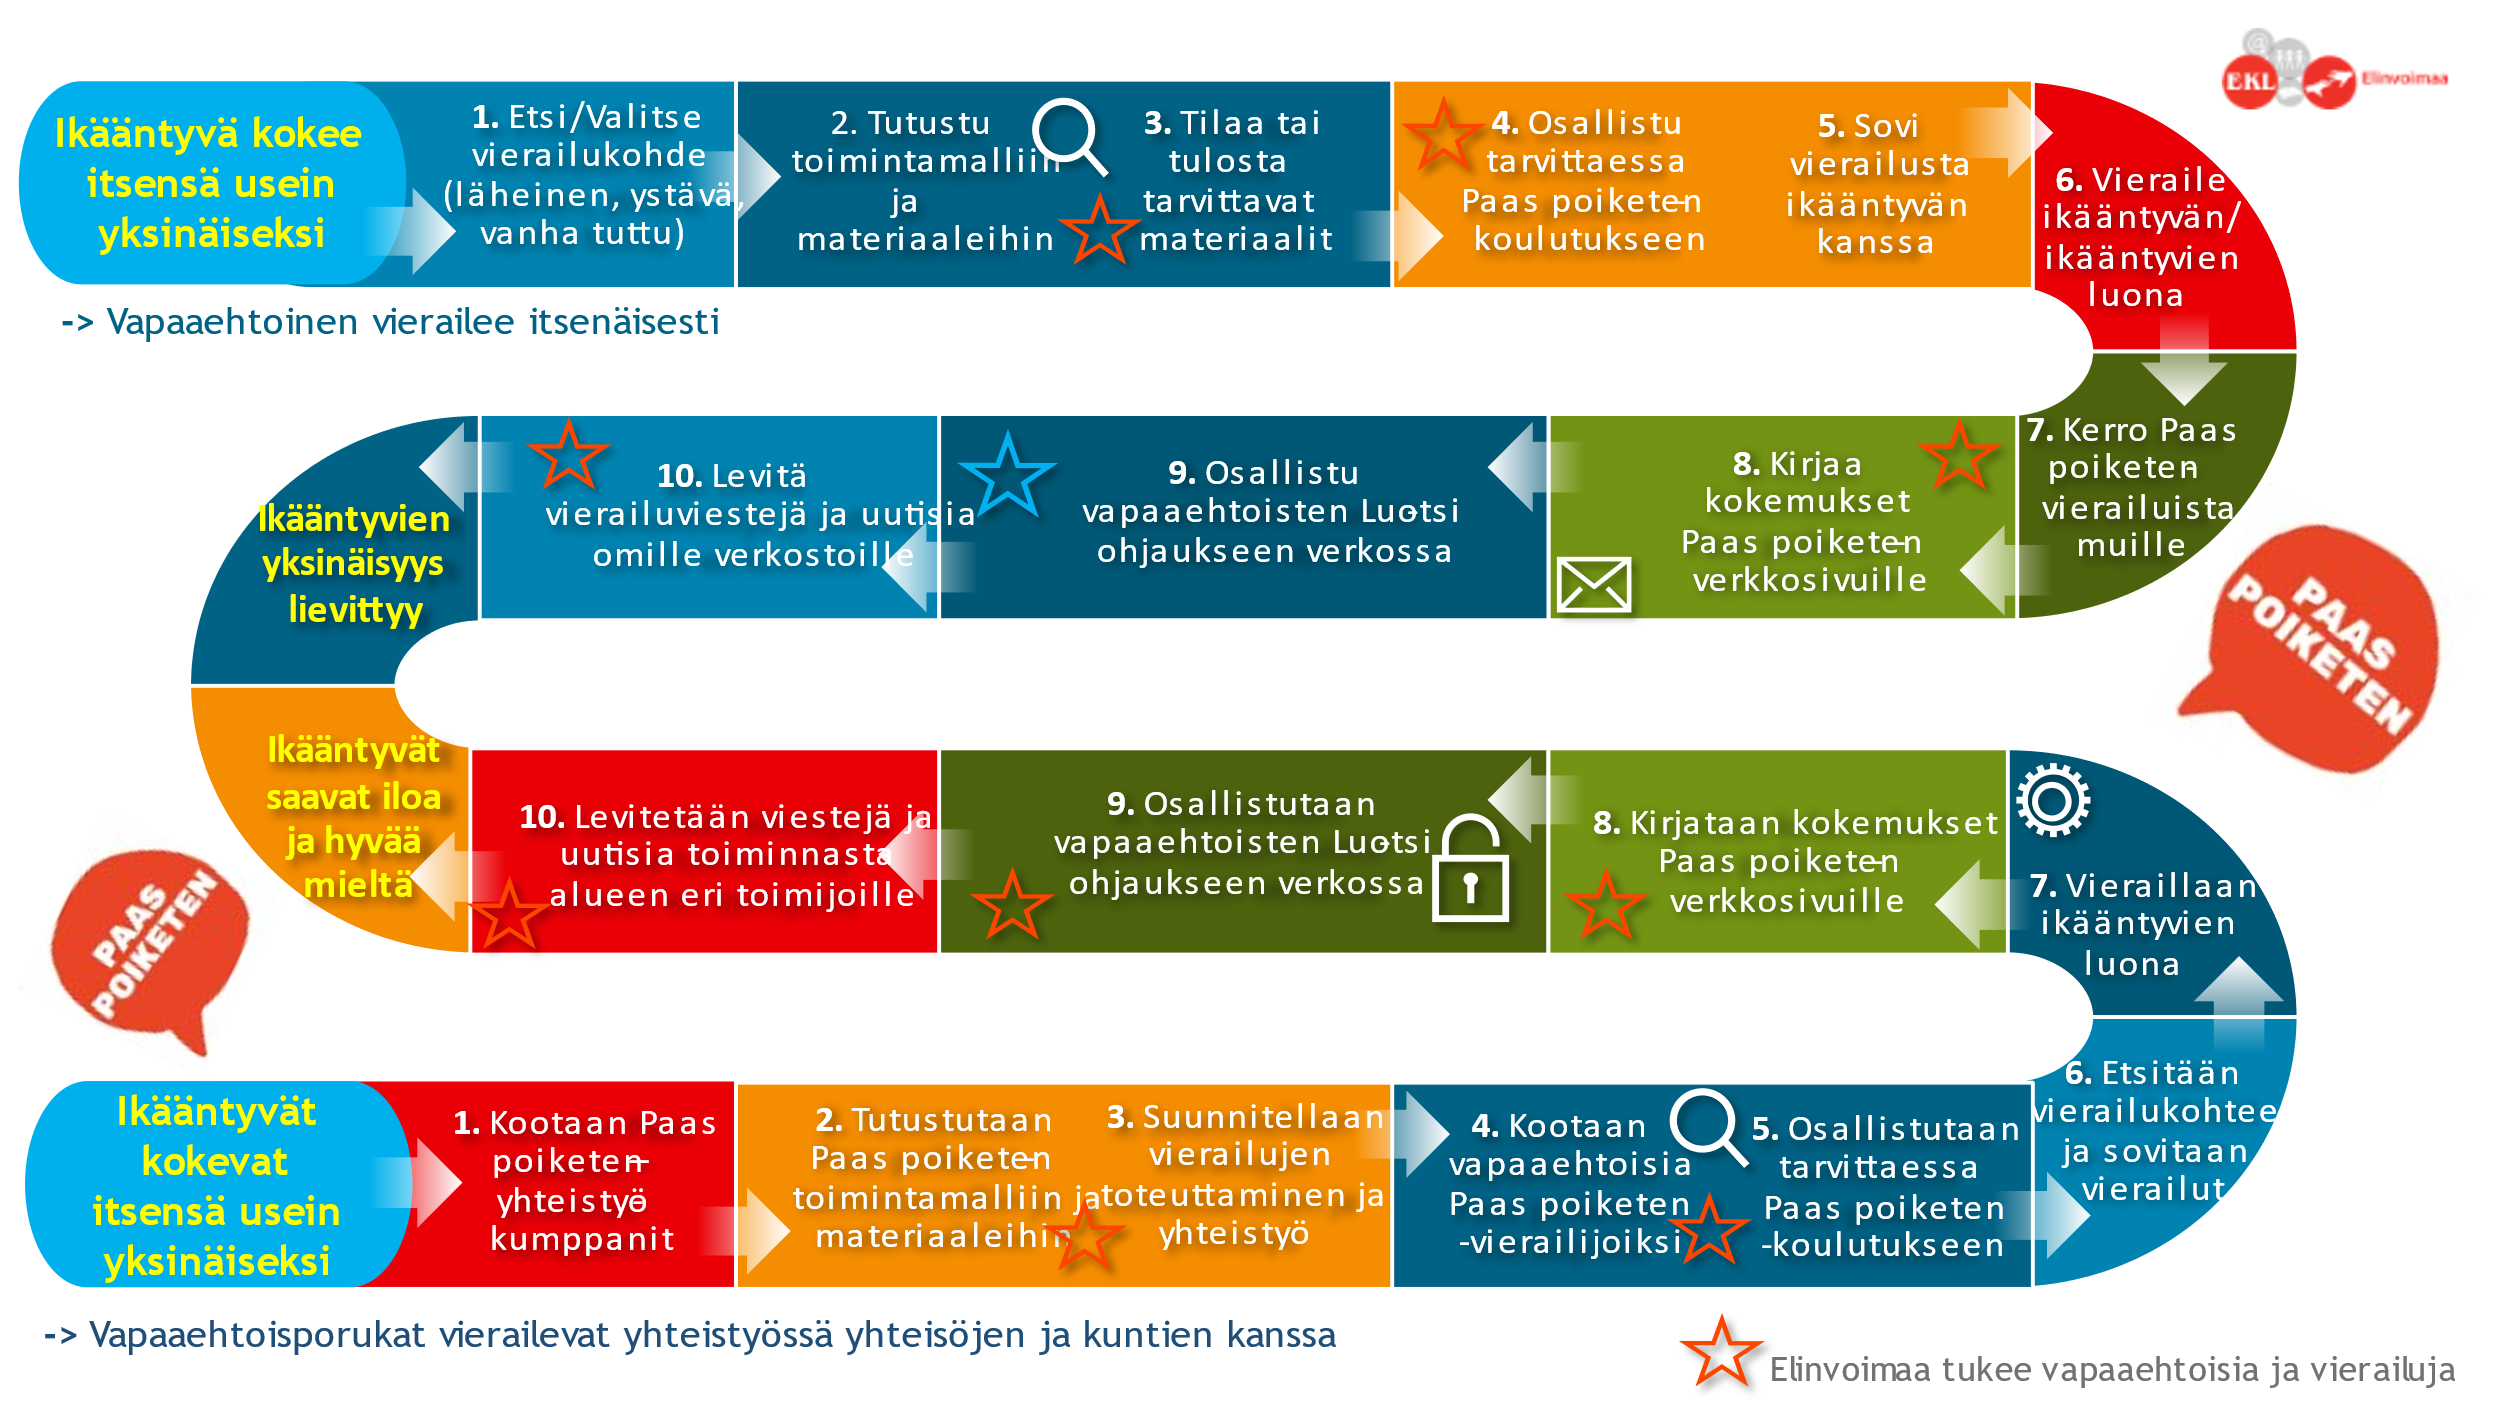 EKL Elinvoimaa
Ikääntyvä kokee
itsensä usein
yksinäiseksi
1. Etsi/Valitse
vierailukohde
(läheinen, ystävä,
vanha tuttu)
2. Tutustu
toimintamalliin
ja
materiaaleihin
3. Tilaa tai
tulosta
tarvittavat
materiaalit
4. Osallistu
tarvittaessa
Paas poiketen-
koulutukseen
5. Sovi
vierailusta
ikääntyvän
kanssa
6. Vieraile
ikääntyvän/
ikääntyvien
luona
-> Vapaaehtoinen vierailee itsenäisesti
7. Kerro Paas
poiketen-
vierailuista
muille
8. Kirjaa
kokemukset
Paas poiketen-
verkkosivuille
9. Osallistu
vapaaehtoisten Luotsi-
ohjaukseen verkossa
10. Levitä
vierailuviestejä ja uutisia
omille verkostoille
Ikääntyvien
yksinäisyys
lievittyy
PAAS
POIKETEN
Ikääntyvät
saavat iloa
ja hyvää
mieltä
10. Levitetään viestejä ja
uutisia toiminnasta
alueen eri toimijoille
9. Osallistutaan
vapaaehtoisten Luotsi-
ohjaukseen verkossa
8. Kirjataan kokemukset
Paas poiketen-
verkkosivuille
7. Vieraillaan
ikääntyvien
luona
PAAS
POIKETEN
Ikääntyvät
kokevat
itsensä usein
yksinäiseksi
1. Kootaan Paas
poiketen-
yhteistyö-
kumppanit
2. Tutustutaan
Paas poiketen-
toimintamalliin ja
materiaaleihin
3. Suunnitellaan
vierailujen
toteuttaminen ja
yhteistyö
4. Kootaan
vapaaehtoisia
Paas poiketen
-vierailijoiksi
5. Osallistutaan
tarvittaessa
Paas poiketen
-koulutukseen
6. Etsitään
vierailukohteet
ja sovitaan
vierailut
-> Vapaaehtoisporukat vierailevat yhteistyössä yhteisöjen ja kuntien kanssa
Elinvoimaa tukee vapaaehtoisia ja vierailuja